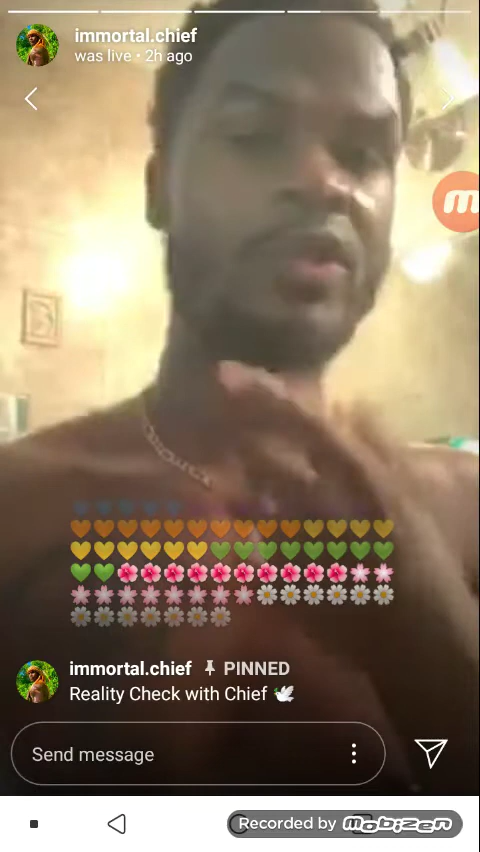 immortal.chief
was live • 2h ago
immortal.chief PINNED
Reality Check with Chief 🕊
Send message
Recorded by mobizen